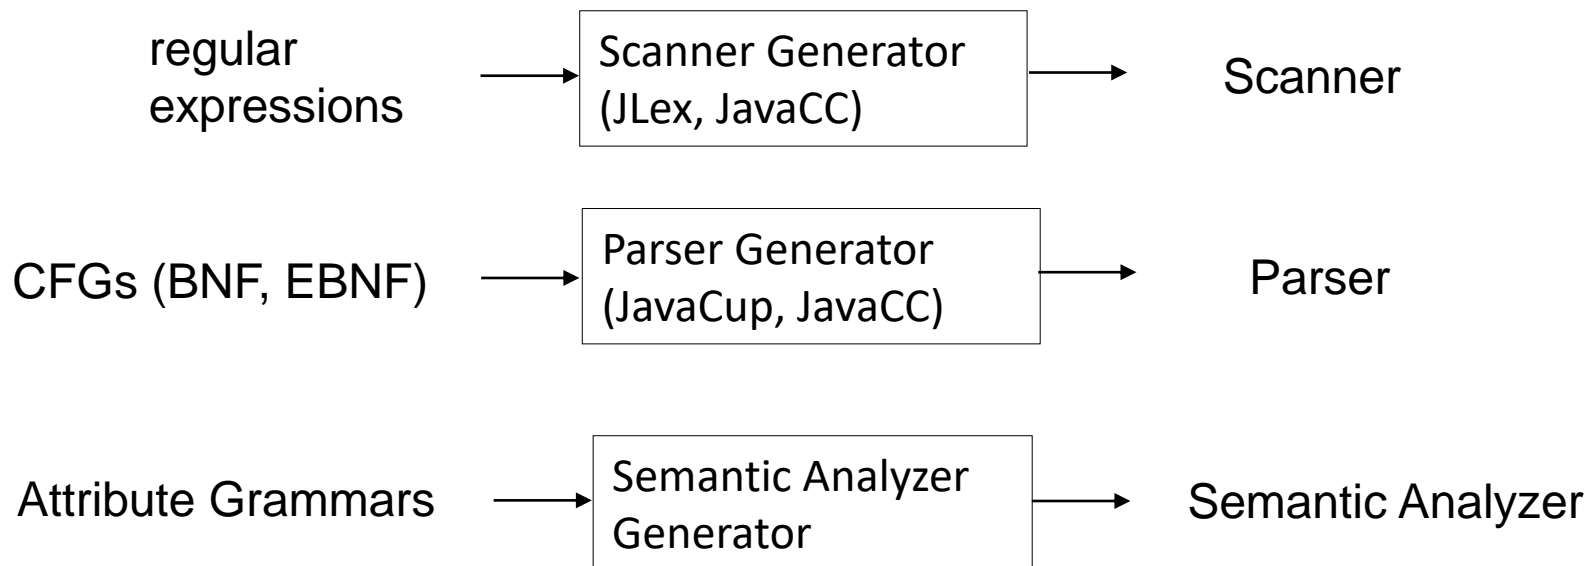 regular
expressions
Scanner Generator
(JLex, JavaCC)
Scanner
CFGs (BNF, EBNF)
Parser Generator
(JavaCup, JavaCC)
Parser
Attribute Grammars
Semantic Analyzer
Generator
Semantic Analyzer